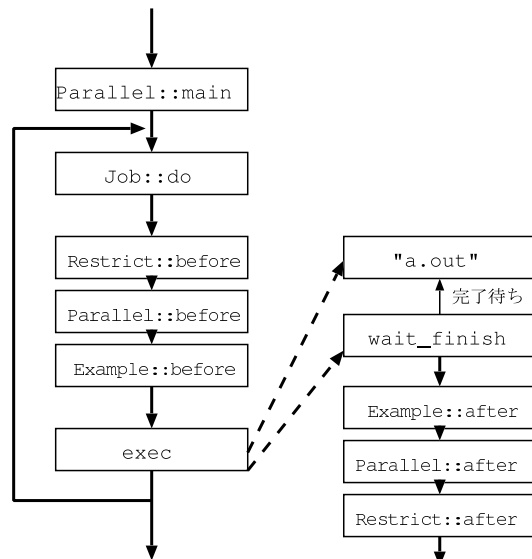 Parallel::main
Job::do
Restrict::before
Parallel::before
Example::before
exec
"a.out"
完了待ち
wait_finish
Example::after
Parallel::after
Restrict::after